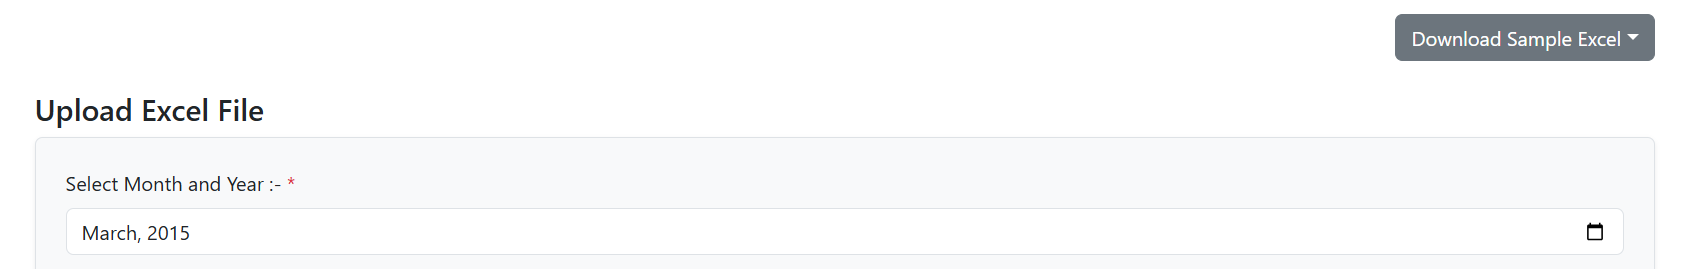 Download Sample Excel
Upload Excel File
Select Month and Year :- *
March, 2015